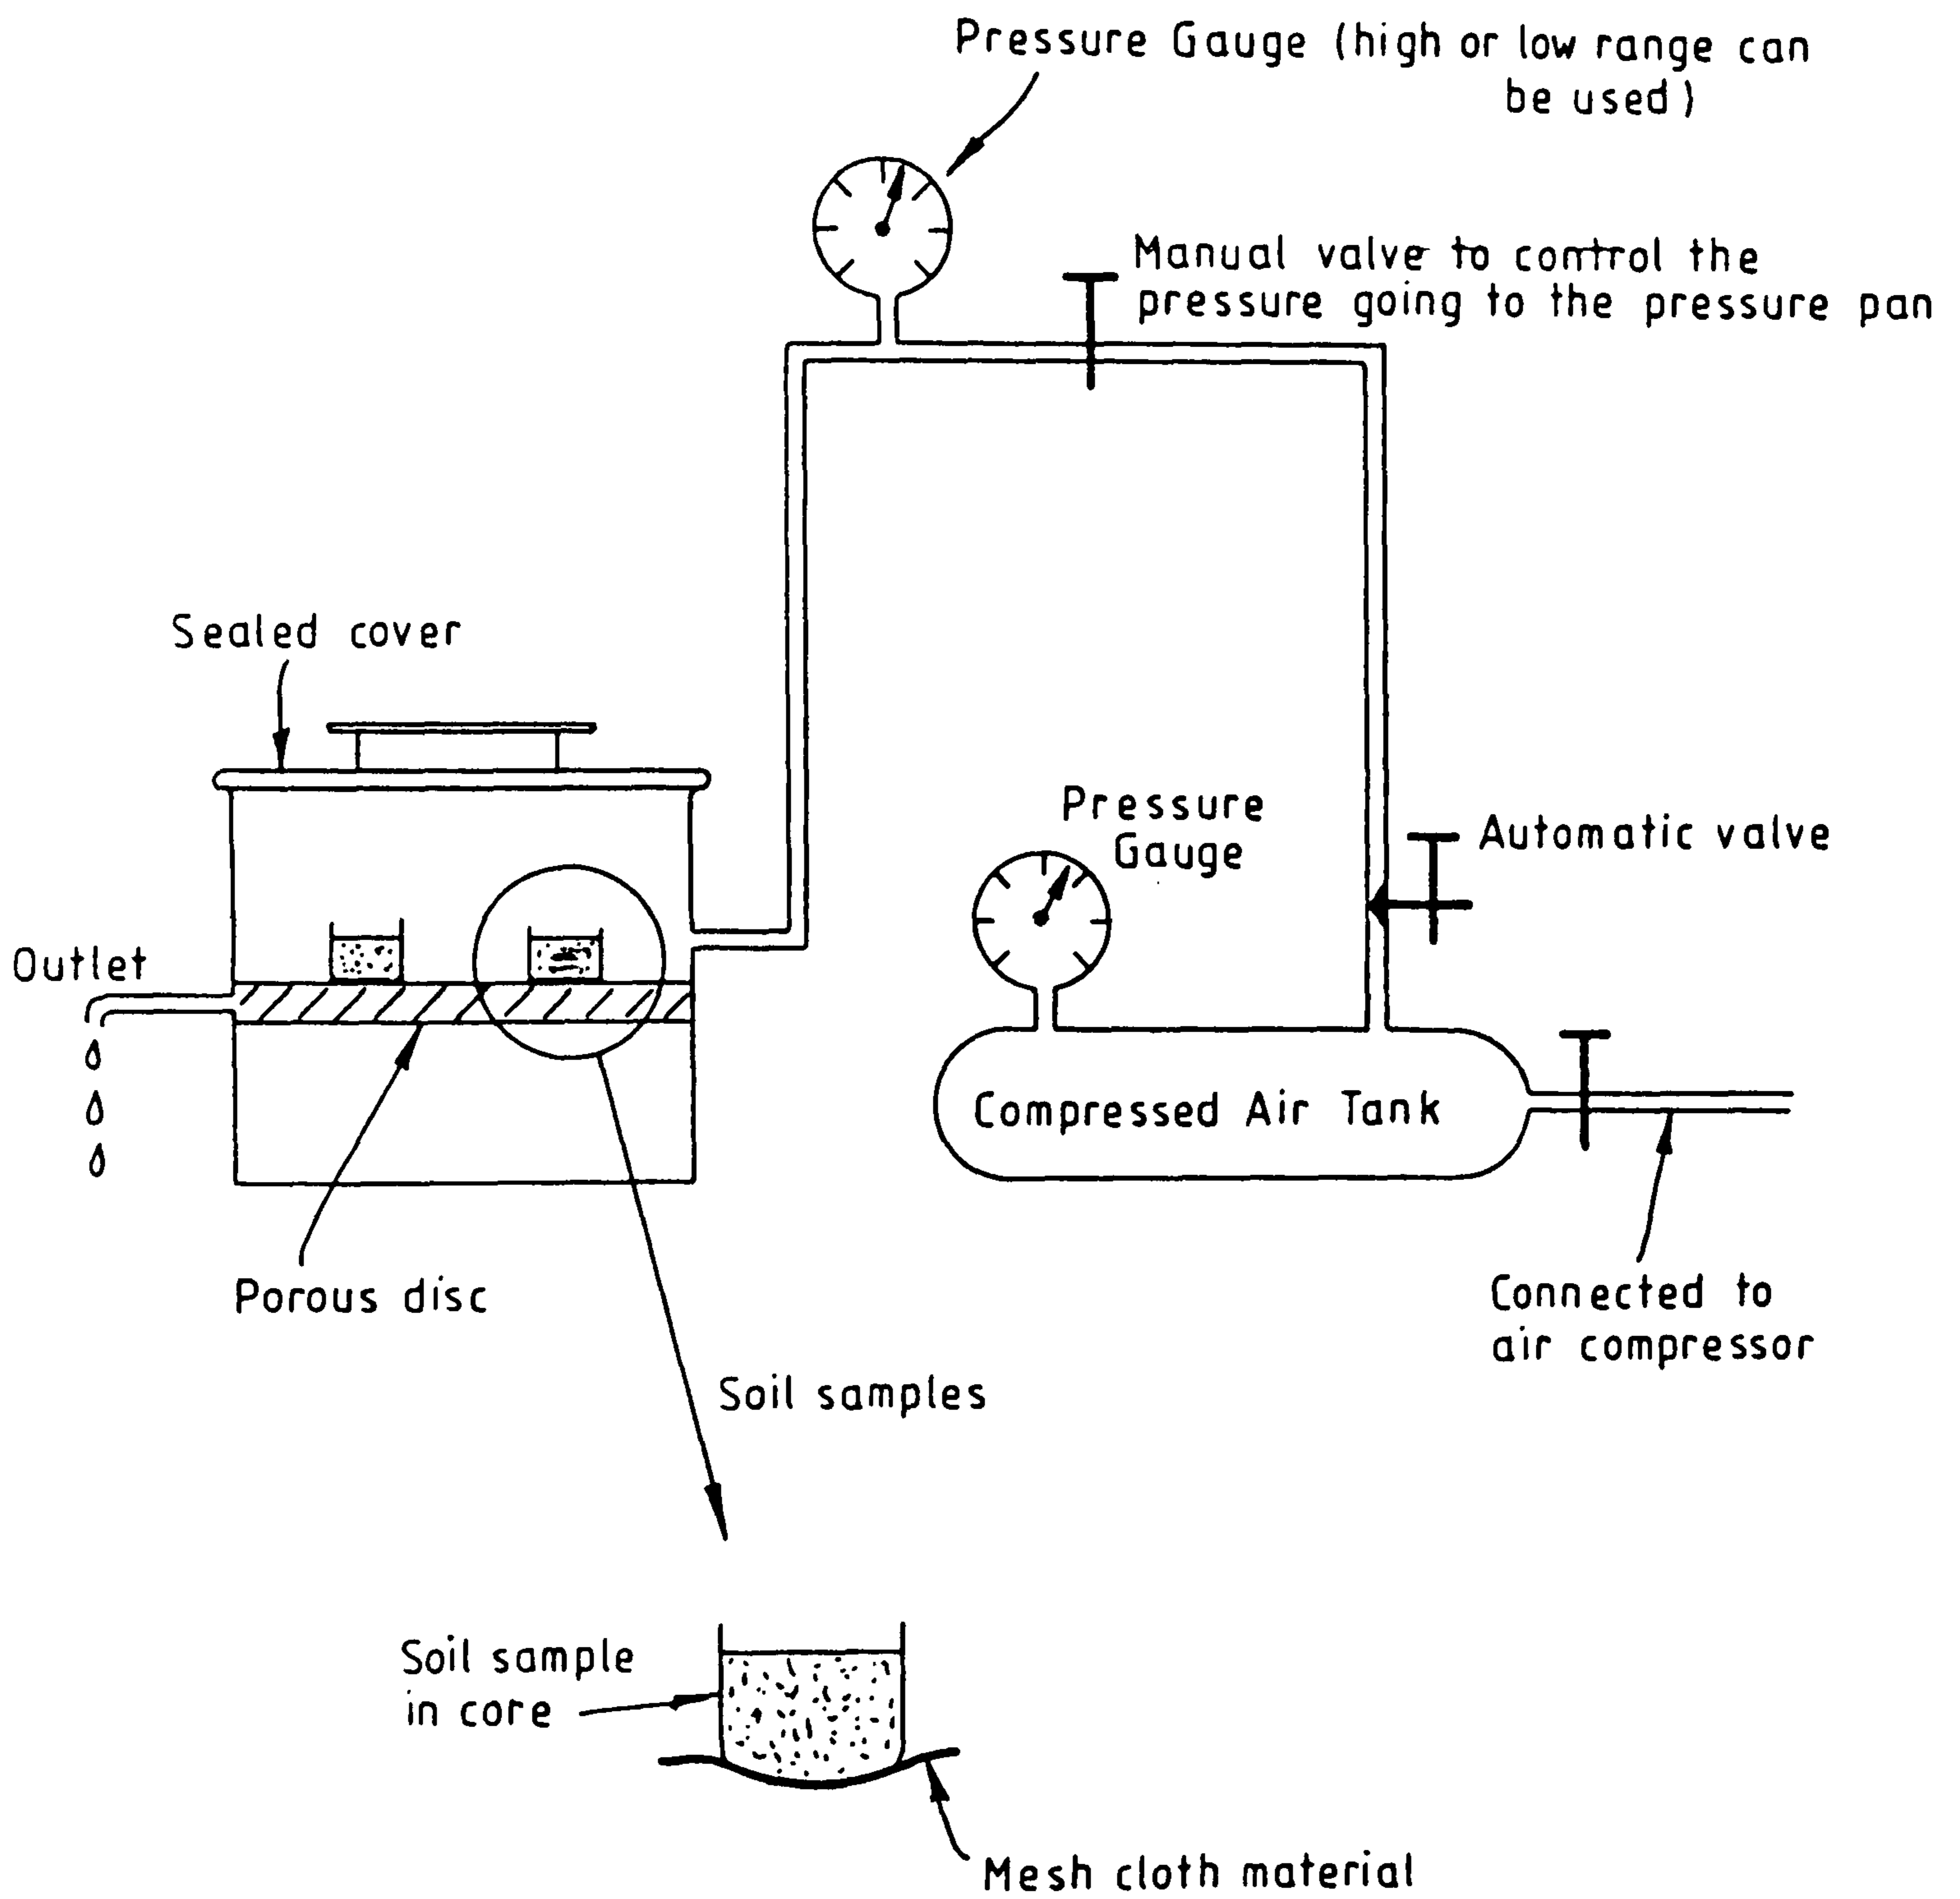 Pressure Gauge (high or low range can
be used)
Manual valve to control the
pressure going to the pressure pan
Sealed cover
Pressure
Gauge
Automatic valve
Outlet
Compressed Air Tank
Porous disc
Connected to
air compressor
Soil samples
Soil sample
in core
Mesh cloth material